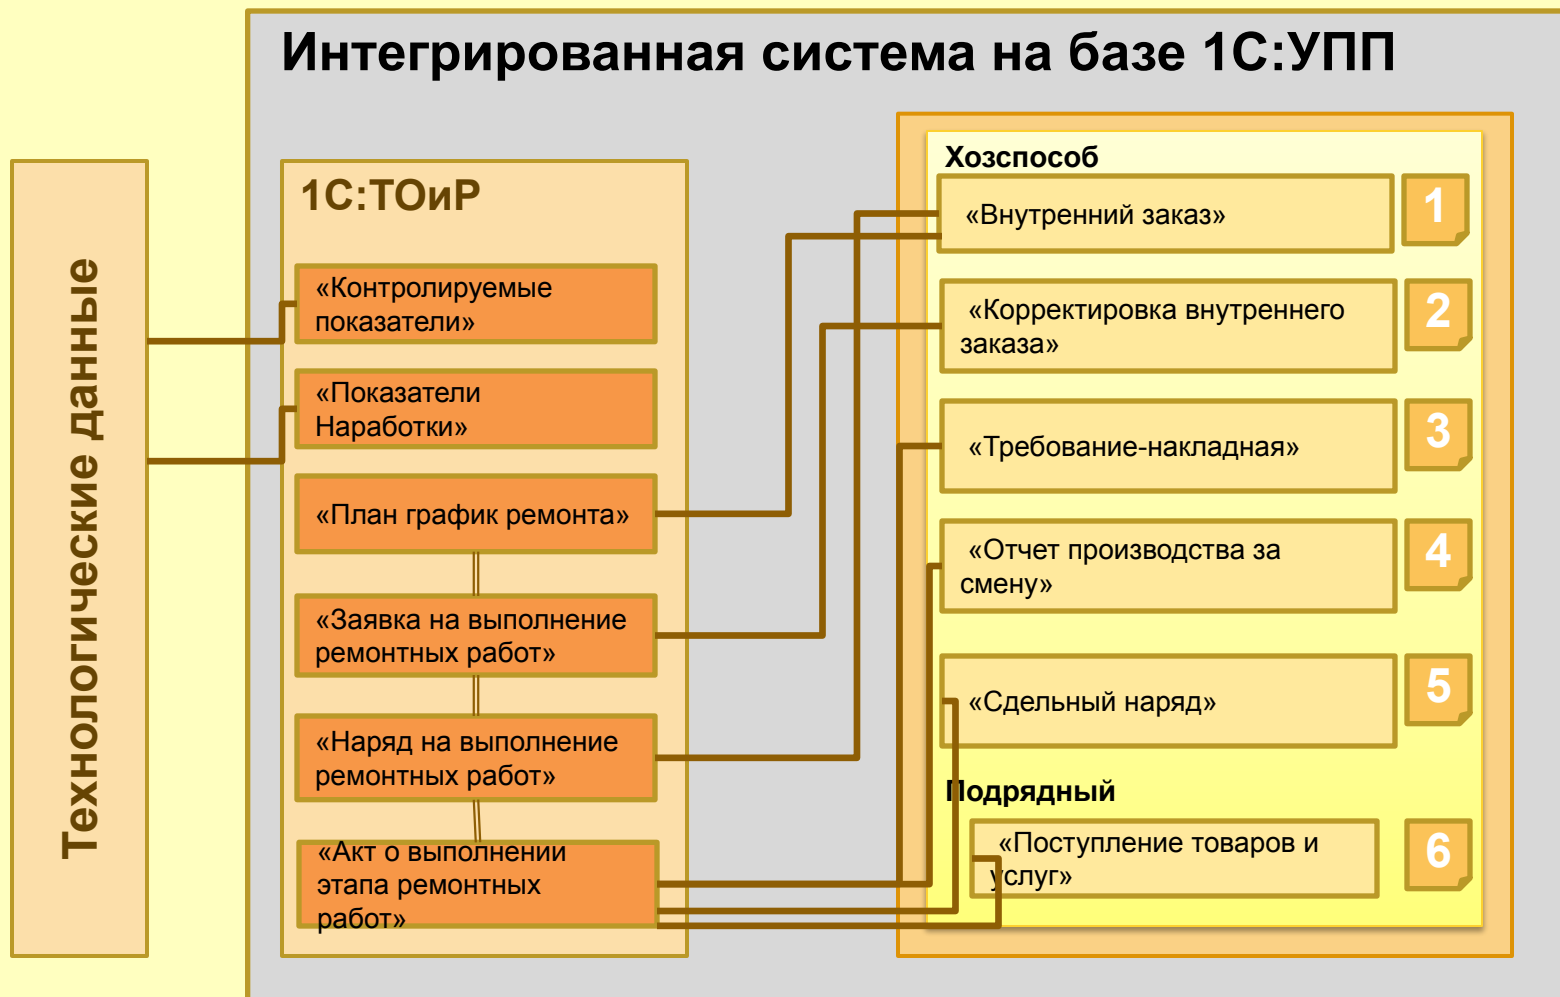 Интегрированная система на базе 1С:УПП
Технологические данные
1С:ТОиР
«Контролируемые
показатели»
«Показатели
Наработки»
«План график ремонта»
«Заявка на выполнение
ремонтных работ»
«Наряд на выполнение
ремонтных работ»
«Акт о выполнении
этапа ремонтных
работ»
Хозспособ
«Внутренний заказ»
1
«Корректировка внутреннего
заказа»
2
«Требование-накладная»
3
«Отчет производства за
смену»
4
«Сдельный наряд»
5
Подрядный
«Поступление товаров и
услуг»
6